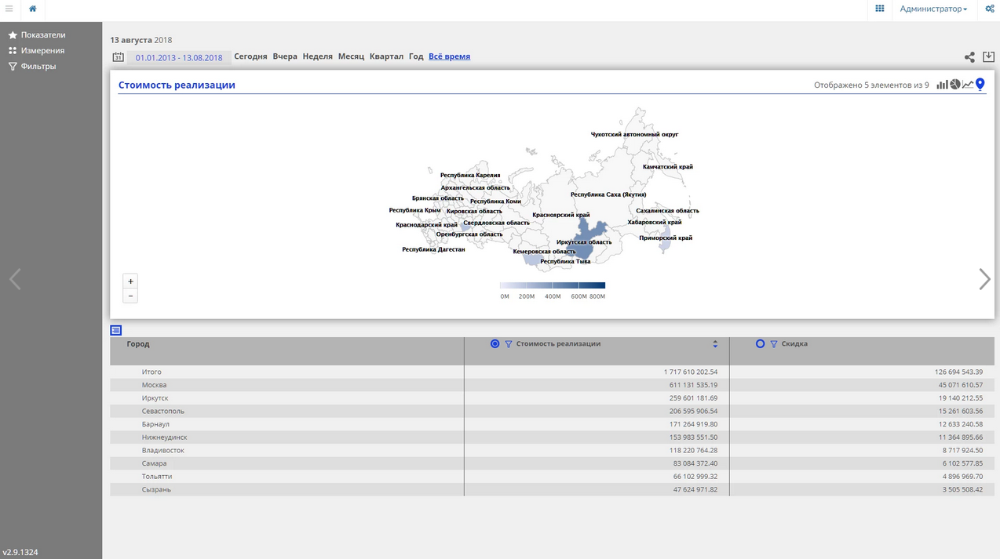 Администратор
Показатели
Измерения
Фильтры
13 августа 2018
31 01.01.2013 - 13.08.2018 Сегодня Вчера Неделя Месяц Квартал Год Всё время
Стоимость реализации
Отображено 5 элементов из 9
Чукотский автономный округ
Камчатский край
Республика Карелия
Архангельская область
Республика Саха (Якутия)
Брянская область
Республика Коми
Республика Крым
Кировская область
Сахалинская область
Красноярский край
Свердловская область
Хабаровский край
Краснодарский край
Оренбургская область
Приморский край
Иркутская область
Республика Дагестан
Кемеровская область
Республика Тыва
+
−
0M 200M 400M 600M 800M
Город Стоимость реализации Скидка
Итого 1 717 610 202.54 126 694 543.39
Москва 611 131 535.19 45 071 610.57
Иркутск 259 601 181.69 19 140 212.55
Севастополь 206 595 906.54 15 261 603.56
Барнаул 171 264 919.80 12 633 240.58
Нижнеудинск 153 983 551.50 11 364 895.66
Владивосток 118 220 764.28 8 717 924.50
Самара 83 084 372.40 6 102 577.85
Тольятти 66 102 999.32 4 896 969.70
Сызрань 47 624 971.82 3 505 508.42
v2.9.1324